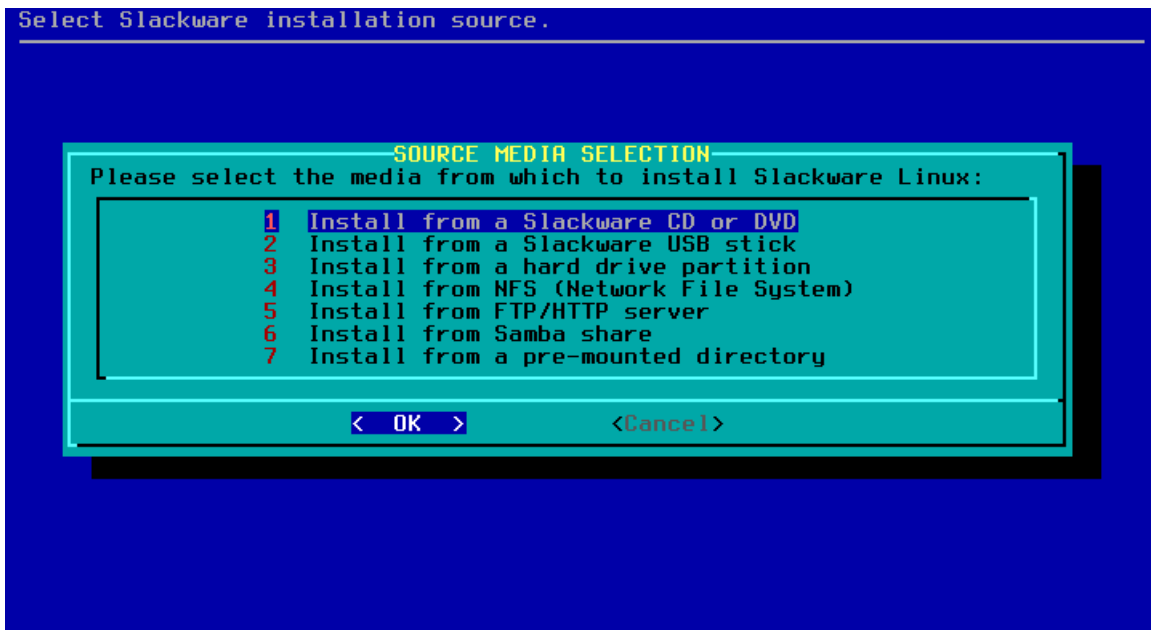 Select Slackware installation source.
SOURCE MEDIA SELECTION
Please select the media from which to install Slackware Linux:
1 Install from a Slackware CD or DVD
2 Install from a Slackware USB stick
3 Install from a hard drive partition
4 Install from NFS (Network File System)
5 Install from FTP/HTTP server
6 Install from Samba share
7 Install from a pre-mounted directory
< OK > <Cancel>